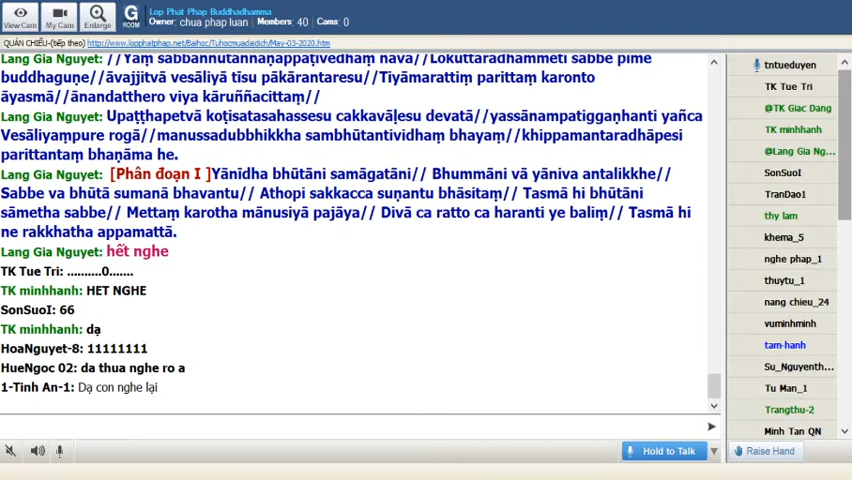 View Cam
My Cam
Enlarge
G
ROOM
Lop Phat Phap Buddhadhamma
Owner: chua phap luan Members: 40 Cams: 0
QUÁN CHIẾU-(tiếp theo) http://www.lopphatphap.net/Baihoc/Tuhocmuadaidich/May-03-2020.htm
Lang Gia Nguyet: //Yaṃ sabbaññutaññāṇappaṭivedhaṃ nava//Lokuttaradhammeti sabbe pime
buddhaguṇe//āvajjitvā vesāliyā tīsu pākārantaresu//Tiyāmarattiṃ parittaṃ karonto
āyasmā//ānandatthero viya kāruññacittaṃ//
Lang Gia Nguyet: Upaṭṭhapetvā koṭisatasahassesu cakkavāḷesu devatā//yassānampatiggaṇhanti yañca
Vesāliyaṃpure rogā//manussadubbhikkha sambhūtantividhaṃ bhayaṃ//khippamantaradhāpesi
parittantaṃ bhaṇāma he.
Lang Gia Nguyet: [Phân đoạn I ]Yānīdha bhūtāni samāgatāni// Bhummāni vā yāniva antalikkhe//
Sabbe va bhūtā sumanā bhavantu// Athopi sakkacca suṇantu bhāsitaṃ// Tasmā hi bhūtāni
sāmetha sabbe// Mettaṃ karotha mānusiyā pajāya// Divā ca ratto ca haranti ye baliṃ// Tasmā hi
ne rakkhatha appamattā.
Lang Gia Nguyet: hết nghe
TK Tue Tri: ..........0.......
TK minhhanh: HET NGHE
SonSuoI: 66
TK minhhanh: dạ
HoaNguyet-8: 11111111
HueNgoc 02: da thua nghe ro a
1-Tinh An-1: Dạ con nghe lại
Hold to Talk
tntueduyen
TK Tue Tri
@TK Giac Dang
TK minhhanh
@Lang Gia Ng...
SonSuoI
TranDao1
thy lam
khema_5
nghe phap_1
thuytu_1
nang chieu_24
vuminhminh
tam-hanh
Su_Nguyenth...
Tu Man_1
Trangthu-2
Minh Tan QN
Raise Hand